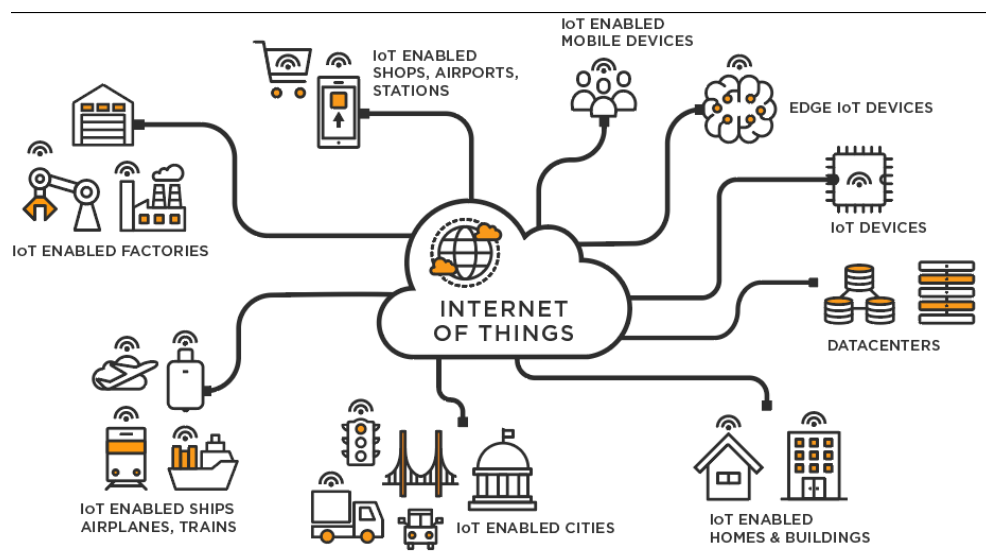 IoT ENABLED
SHOPS, AIRPORTS,
STATIONS
IoT ENABLED
MOBILE DEVICES
EDGE IoT DEVICES
IoT DEVICES
IoT ENABLED FACTORIES
INTERNET
OF THINGS
DATACENTERS
IoT ENABLED SHIPS
AIRPLANES, TRAINS
IoT ENABLED CITIES
IoT ENABLED
HOMES & BUILDINGS